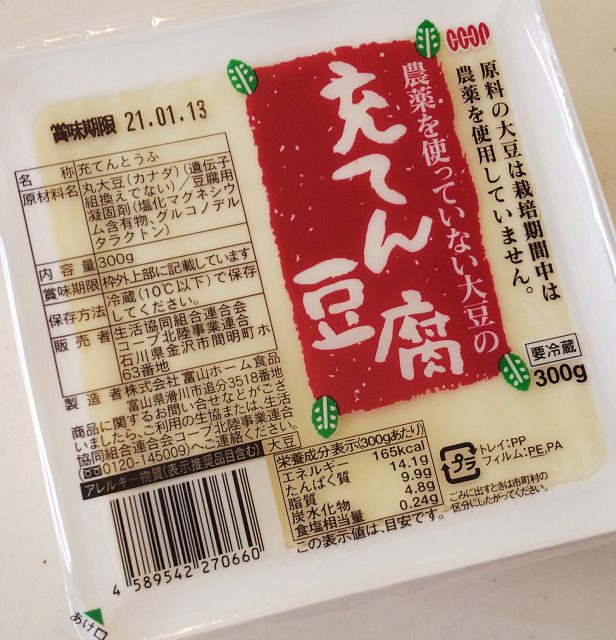 coop
原料の大豆は栽培期間中は
農薬を使用していません。
農薬を使っていない大豆の
充てん
豆腐
要冷蔵
300g
賞味期限 21.01.13
名 称 充てんとうふ
原材料名 丸大豆(カナダ)(遺伝子
組換えでない)/豆腐用
凝固剤(塩化マグネシウ
ム含有物、グルコノデル
タラクトン)
内容量 300g
賞味期限 枠外上部に記載しています
保存方法 冷蔵(10℃以下)で保存
してください。
販売者 生活協同組合連合会
コープ北陸事業連合
石川県金沢市間明町ホ
63番地
製造者 株式会社富山ホーム食品
富山県滑川市追分3518番地
商品に関するお問い合せなどがござ
いましたら、ご利用の生協または、生活
協同組合連合会コープ北陸事業連合
(0120-145009)へご連絡ください。
アレルギー物質(表示推奨品目含む) 大豆
栄養成分表示(300gあたり)
エネルギー 165kcal
たんぱく質 14.1g
脂質 9.9g
炭水化物 4.8g
食塩相当量 0.24g
この表示値は、目安です。
プラ
トレイ:PP
フィルム:PE,PA
ごみに出すときは市町村の
区分にしたがってください。
4 589542 270660
あけ口